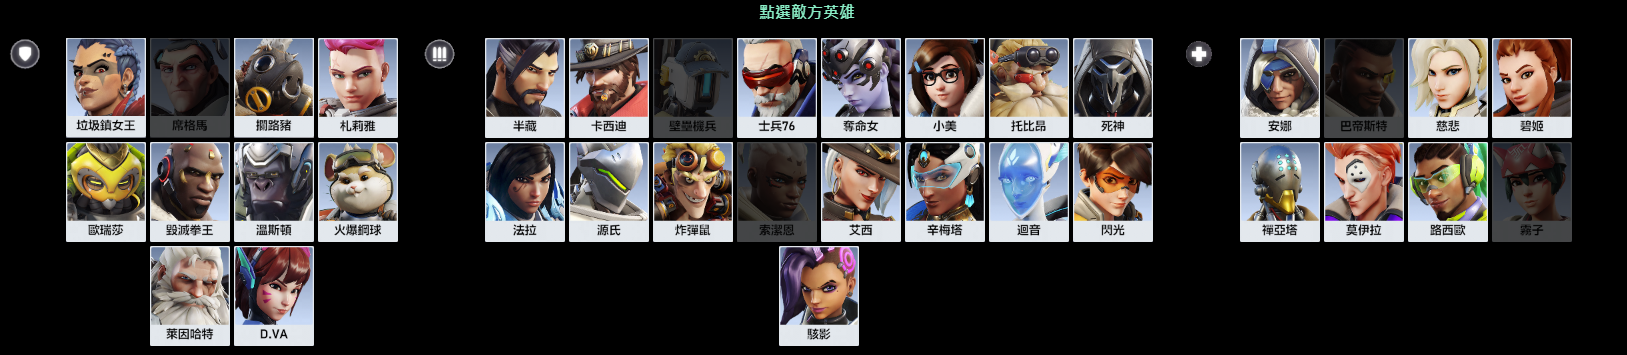 點選敵方英雄
垃圾鎮女王 席格馬 攔路豬 札莉雅
歐瑞莎 毀滅拳王 溫斯頓 火爆鋼球
萊因哈特 D.VA
半藏 卡西迪 壁壘機兵 士兵76 奪命女 小美 托比昂 死神
法拉 源氏 炸彈鼠 索潔恩 艾西 辛梅塔 迴音 閃光
駭影
安娜 巴帝斯特 慈悲 碧姬
禪亞塔 莫伊拉 路西歐 霧子